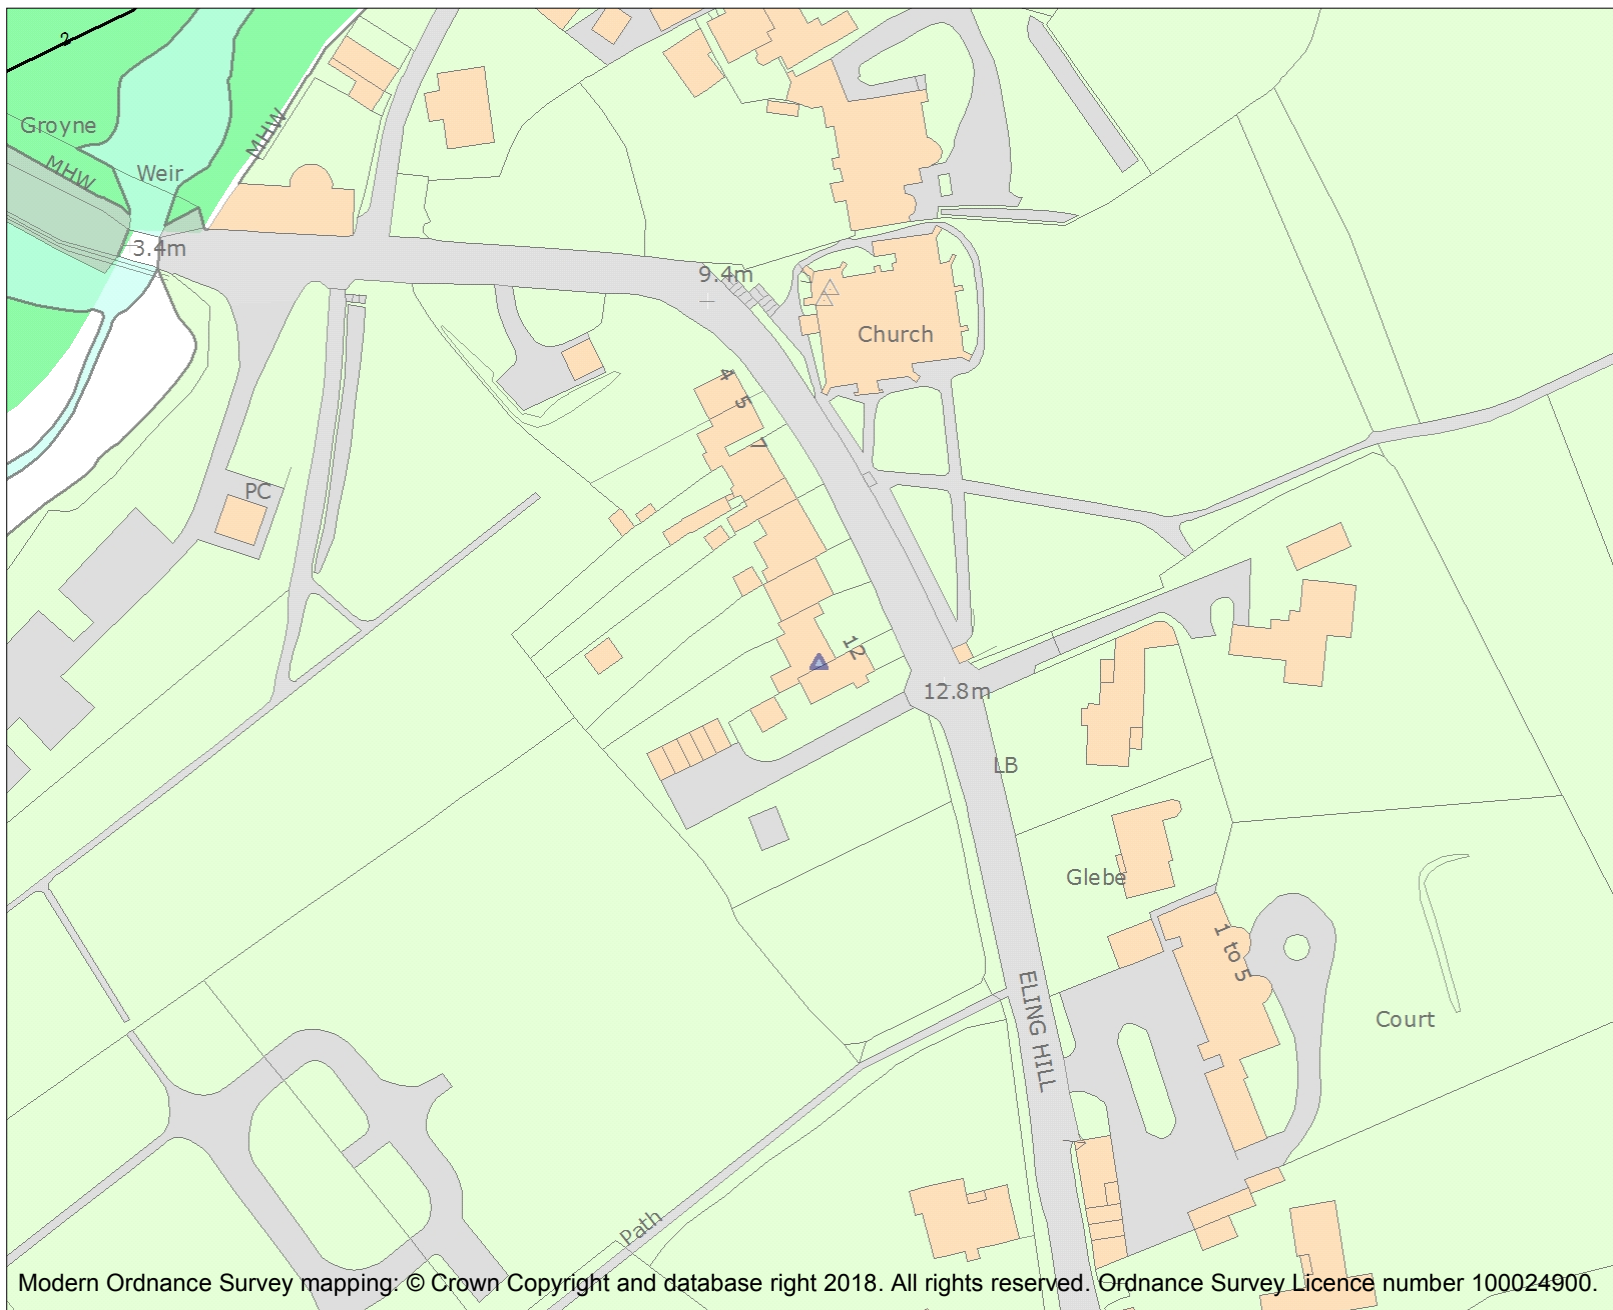 2
Groyne
MHW
MHW
Weir
3.4m
9.4m
Church
4
5
7
PC
12
12.8m
LB
Glebe
1 to 5
ELING HILL
Court
Path
Modern Ordnance Survey mapping: © Crown Copyright and database right 2018. All rights reserved. Ordnance Survey Licence number 100024900.